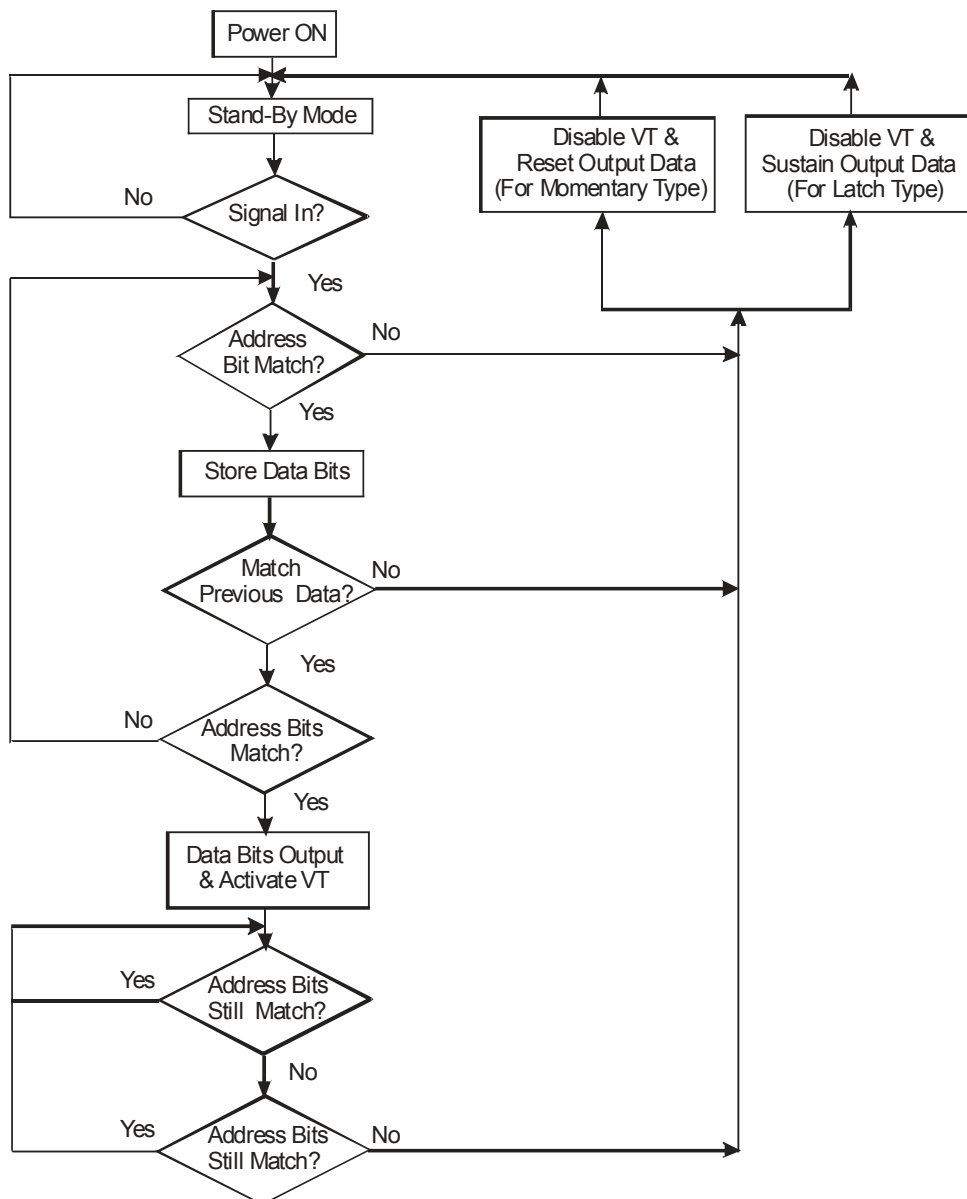 Power ON
Stand-By Mode
Disable VT &
Reset Output Data
(For Momentary Type)
Disable VT &
Sustain Output Data
(For Latch Type)
No
Signal In?
Yes
Address
Bit Match?
No
Yes
Store Data Bits
Match
Previous Data?
No
Yes
No
Address Bits
Match?
Yes
Data Bits Output
& Activate VT
Yes
Address Bits
Still Match?
No
Yes
Address Bits
Still Match?
No